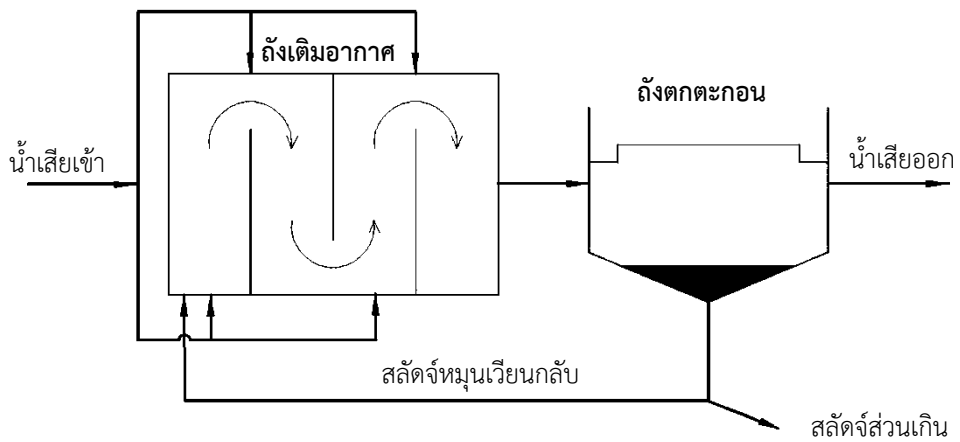 ถังเติมอากาศ
ถังตกตะกอน
น้ำเสียเข้า
น้ำเสียออก
สลัดจ์หมุนเวียนกลับ
สลัดจ์ส่วนเกิน